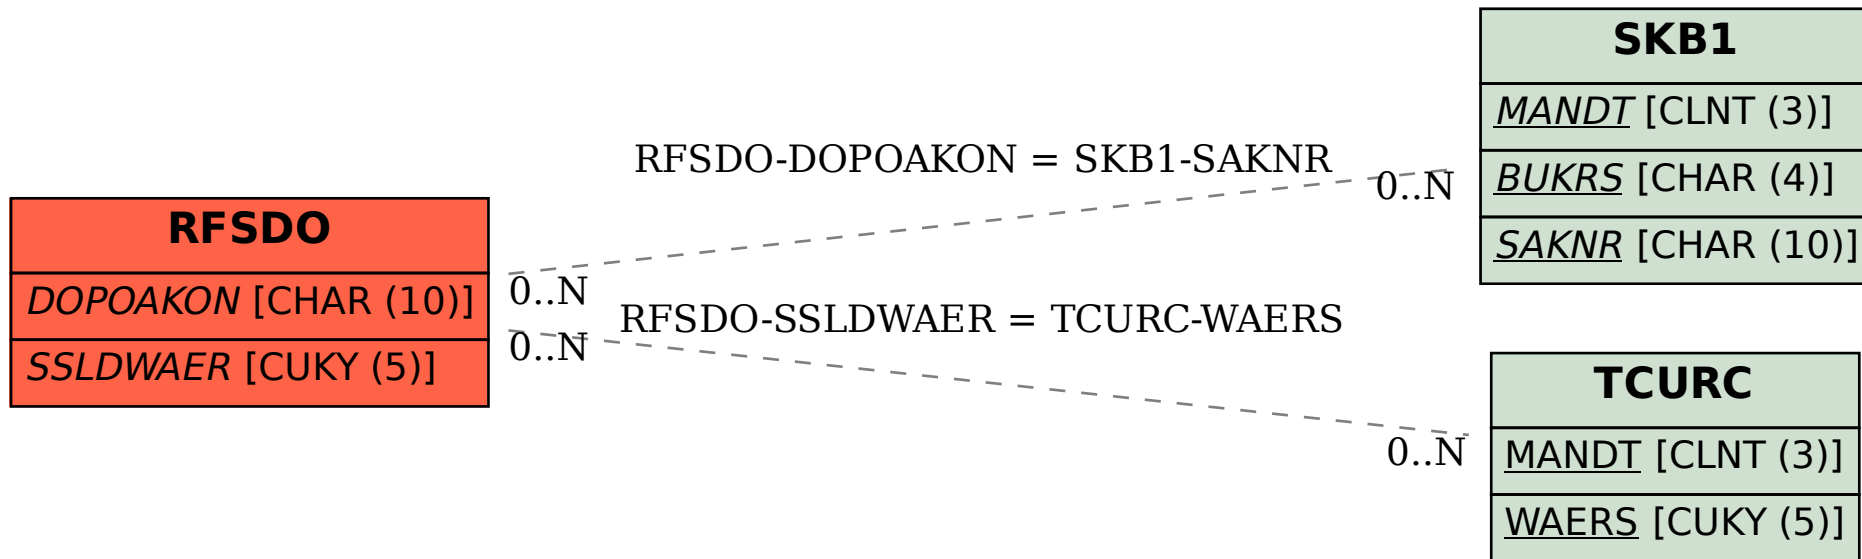 SKB1
MANDT [CLNT (3)]
BUKRS [CHAR (4)]
SAKNR [CHAR (10)]
RFSDO-DOPOAKON = SKB1-SAKNR
0..N
RFSDO
DOPOAKON [CHAR (10)]
SSLDWAER [CUKY (5)]
0..N
0..N
RFSDO-SSLDWAER = TCURC-WAERS
0..N
TCURC
MANDT [CLNT (3)]
WAERS [CUKY (5)]